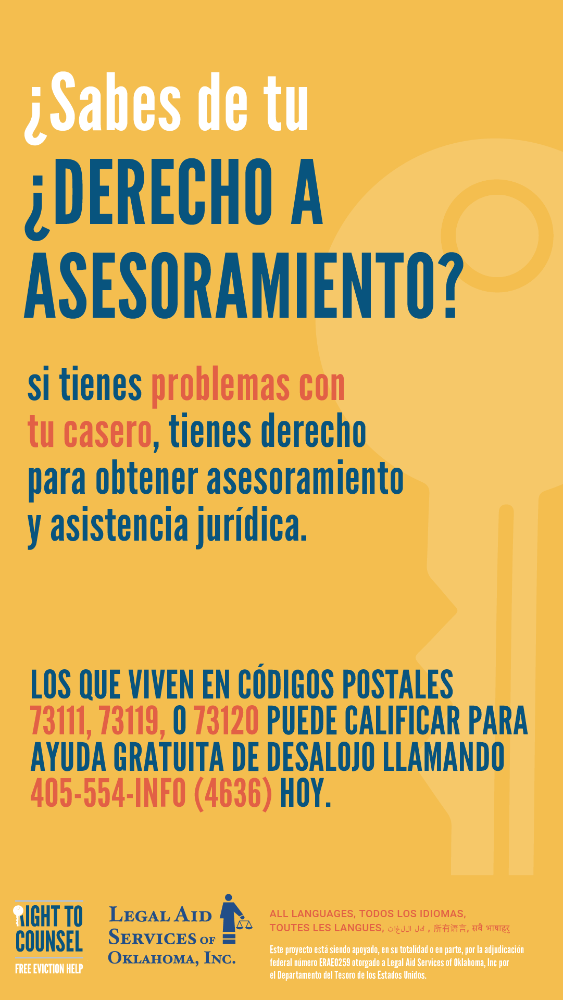 ¿Sabes de tu
¿DERECHO A
ASESORAMIENTO?
si tienes problemas con
tu casero, tienes derecho
para obtener asesoramiento
y asistencia jurídica.
LOS QUE VIVEN EN CÓDIGOS POSTALES
73111, 73119, O 73120 PUEDE CALIFICAR PARA
AYUDA GRATUITA DE DESALOJO LLAMANDO
405-554-INFO (4636) HOY.
RIGHT TO
COUNSEL
FREE EVICTION HELP
LEGAL AID
SERVICES OF
OKLAHOMA, INC.
ALL LANGUAGES, TODOS LOS IDIOMAS,
TOUTES LES LANGUES, كل اللغات , 所有语言, सबै भाषाहरु
Este proyecto está siendo apoyado, en su totalidad o en parte, por la adjudicación
federal número ERAE0259 otorgado a Legal Aid Services of Oklahoma, Inc por
el Departamento del Tesoro de los Estados Unidos.